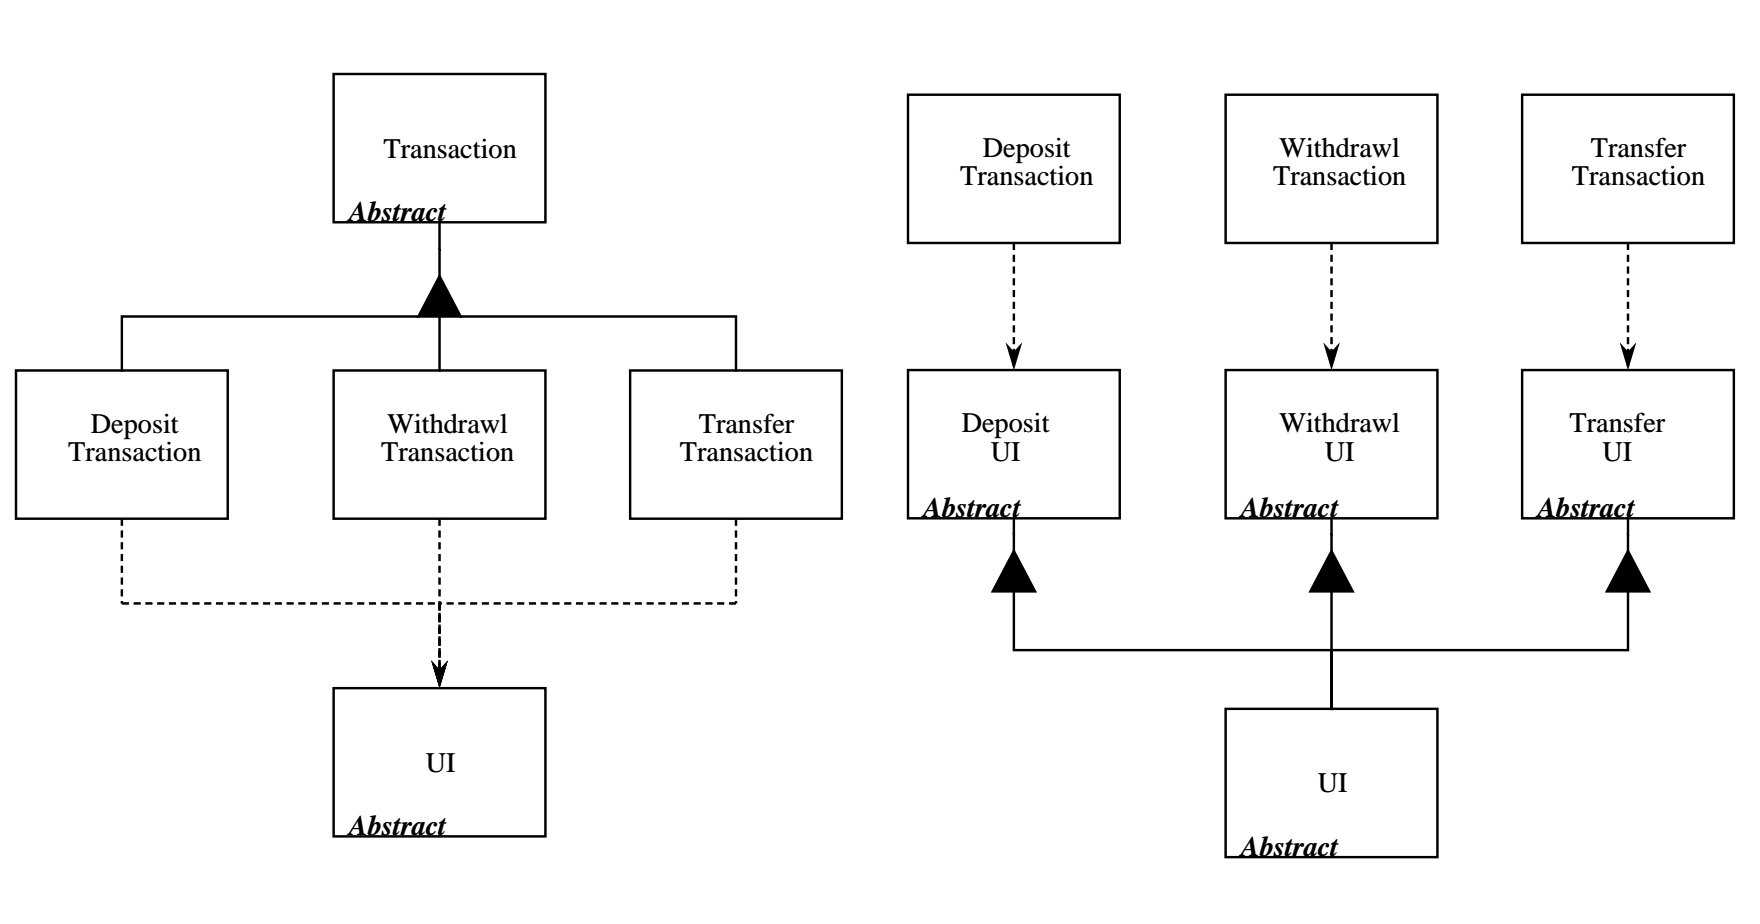 Transaction
Abstract
Deposit
Transaction
Withdrawl
Transaction
Transfer
Transaction
UI
Abstract
Deposit
Transaction
Withdrawl
Transaction
Transfer
Transaction
Deposit
UI
Abstract
Withdrawl
UI
Abstract
Transfer
UI
Abstract
UI
Abstract